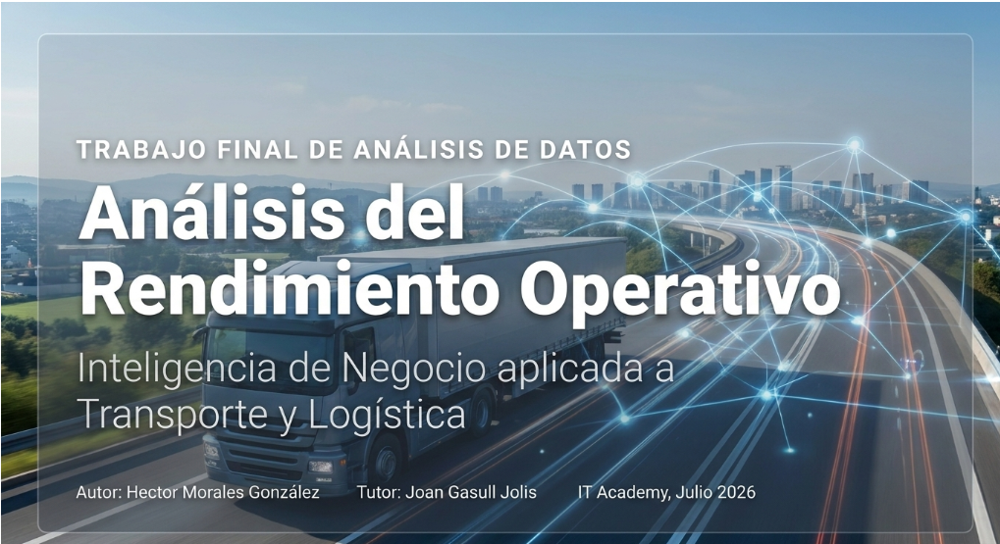 TRABAJO FINAL DE ANÁLISIS DE DATOS
Análisis del
Rendimiento Operativo
Inteligencia de Negocio aplicada a
Transporte y Logística
Autor: Hector Morales González Tutor: Joan Gasull Jolis IT Academy, Julio 2026